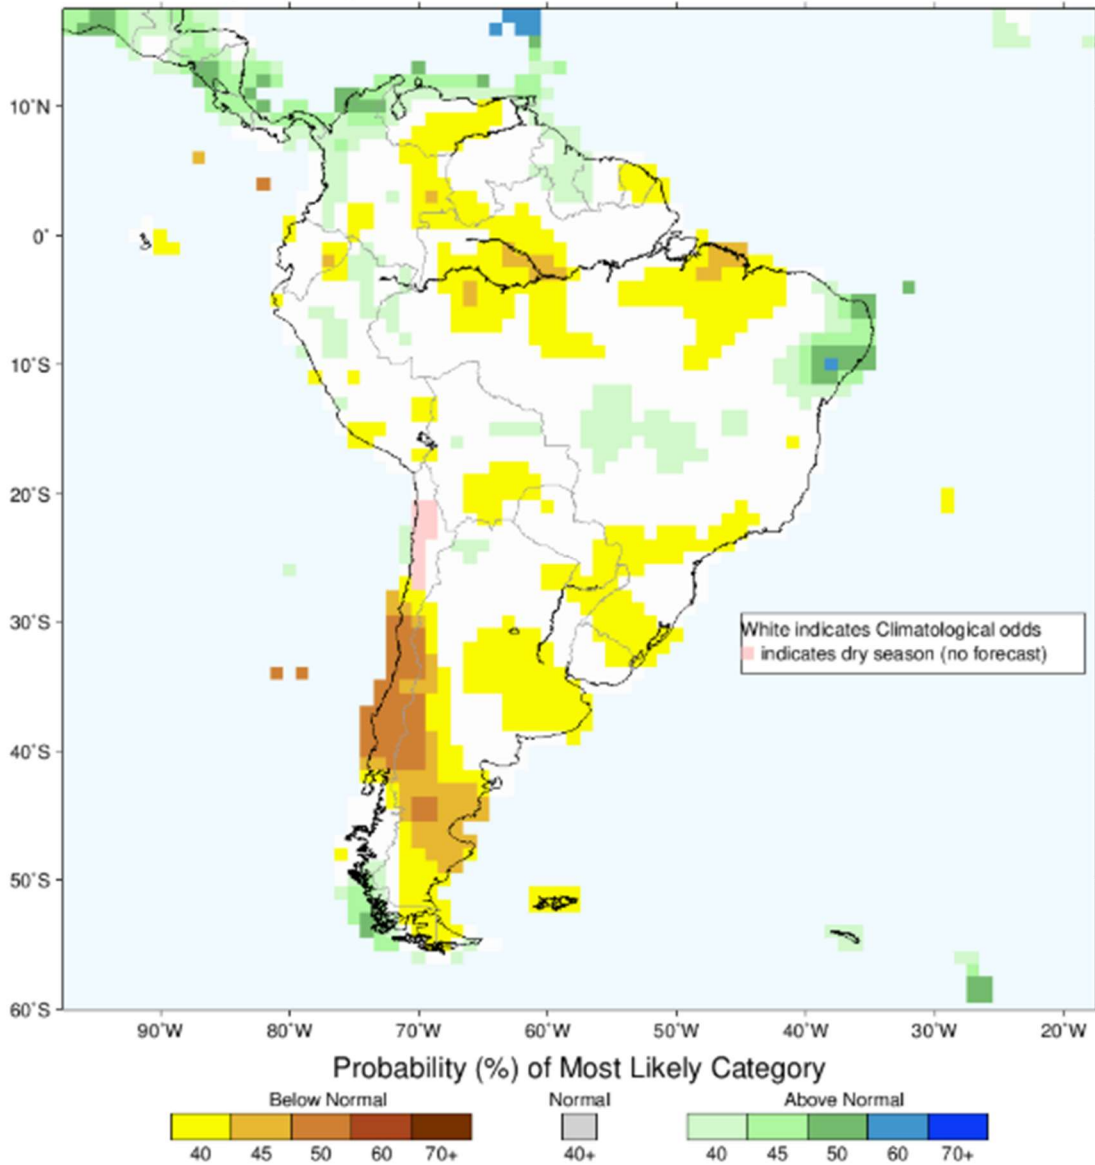 10°N
0°
10°S
20°S
30°S
40°S
50°S
60°S
White indicates Climatological odds
indicates dry season (no forecast)
90°W 80°W 70°W 60°W 50°W 40°W 30°W 20°W
Probability (%) of Most Likely Category
Below Normal Normal Above Normal
40 45 50 60 70+ 40+ 40 45 50 60 70+